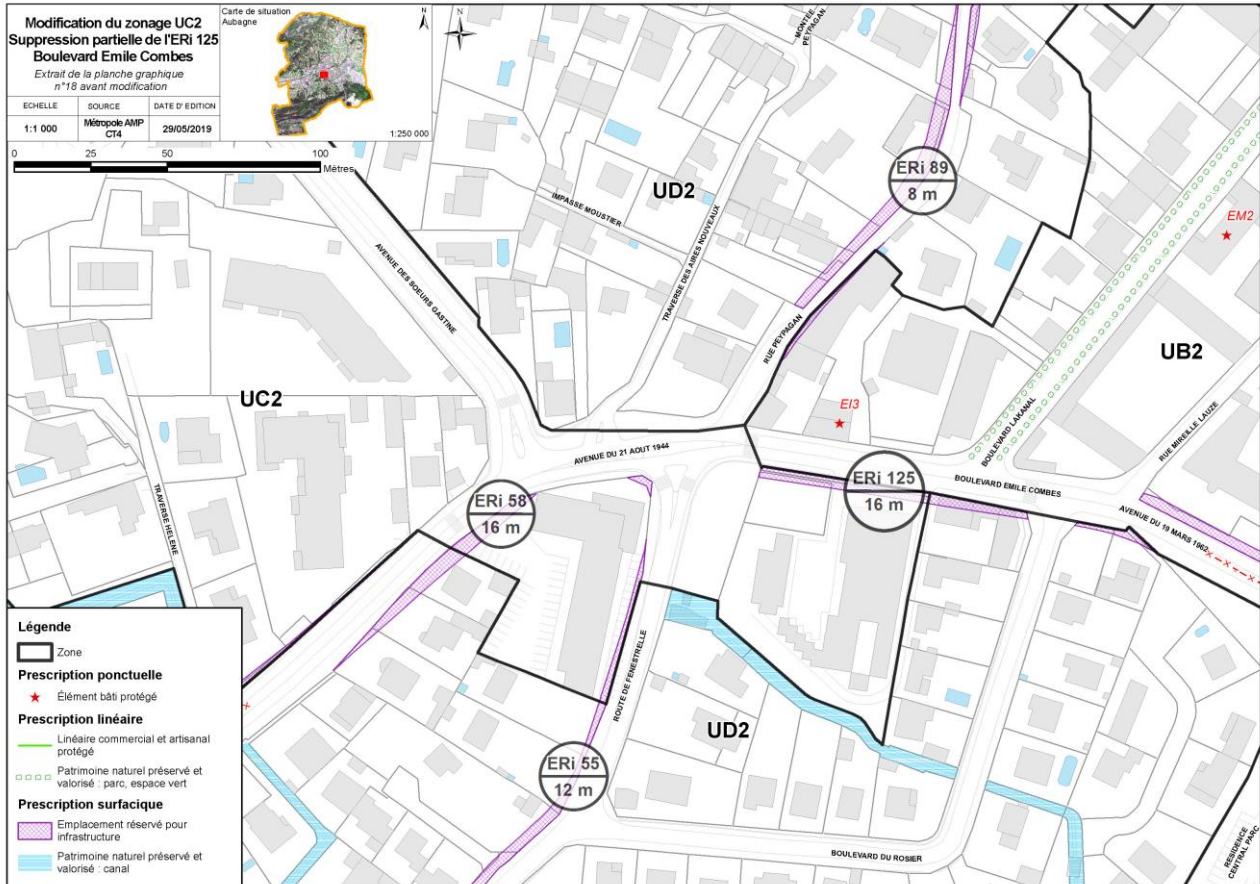 Modification du zonage UC2
Suppression partielle de l'ERi 125
Boulevard Emile Combes
Extrait de la planche graphique
n°18 avant modification
ECHELLE
SOURCE
DATE D' EDITION
1:1 000
Métropole AMP
CT4
29/05/2019
Carte de situation
Aubagne
N
1:250 000
N
0 25 50 100
Mètres
MONTÉE
PEYPAGAN
ERi 89
8 m
UD2
IMPASSE MOUSTIER
TRAVERSE DES AIRES NOUVEAUX
AVENUE DES SOEURS GASTINE
EM2
RUE PEYPAGAN
UB2
UC2
EI3
BOULEVARD LAKANAL
RUE MIREILLE LAUZE
AVENUE DU 21 AOUT 1944
ERi 125
16 m
BOULEVARD EMILE COMBES
AVENUE DU 19 MARS 1962
ERi 58
16 m
TRAVERSE HELENE
ROUTE DE FENESTRELLE
UD2
ERi 55
12 m
BOULEVARD DU ROSIER
RESIDENCE
CENTRAL PARC
Légende
Zone
Prescription ponctuelle
Élément bâti protégé
Prescription linéaire
Linéaire commercial et artisanal
protégé
Patrimoine naturel préservé et
valorisé : parc, espace vert
Prescription surfacique
Emplacement réservé pour
infrastructure
Patrimoine naturel préservé et
valorisé : canal